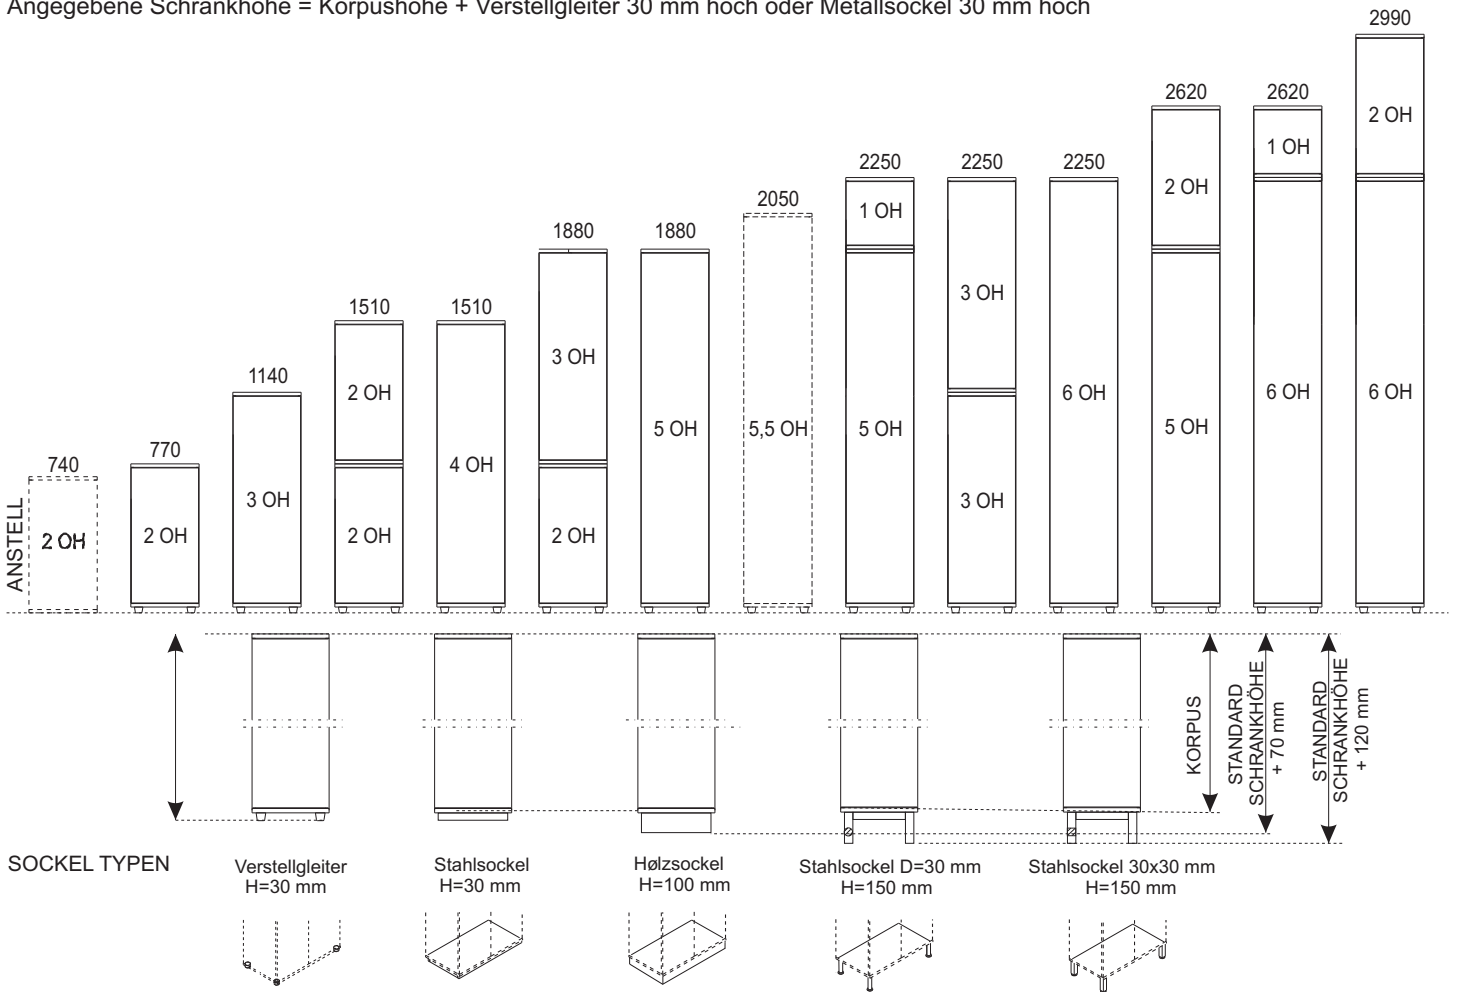 Angegebene Schrankhöhe = Korpushöhe + Verstellgleiter 30 mm hoch oder Metallsockel 30 mm hoch
740
770
1140
1510
1510
1880
1880
2050
2250
2250
2250
2620
2620
2990
ANSTELL
2 OH
2 OH
3 OH
2 OH
2 OH
4 OH
3 OH
2 OH
5 OH
5,5 OH
1 OH
5 OH
3 OH
3 OH
6 OH
2 OH
5 OH
1 OH
6 OH
2 OH
6 OH
KORPUS
STANDARD
SCHRANKHÖHE
+ 70 mm
STANDARD
SCHRANKHÖHE
+ 120 mm
SOCKEL TYPEN
Verstellgleiter
H=30 mm
Stahlsockel
H=30 mm
Hølzsockel
H=100 mm
Stahlsockel D=30 mm
H=150 mm
Stahlsockel 30x30 mm
H=150 mm